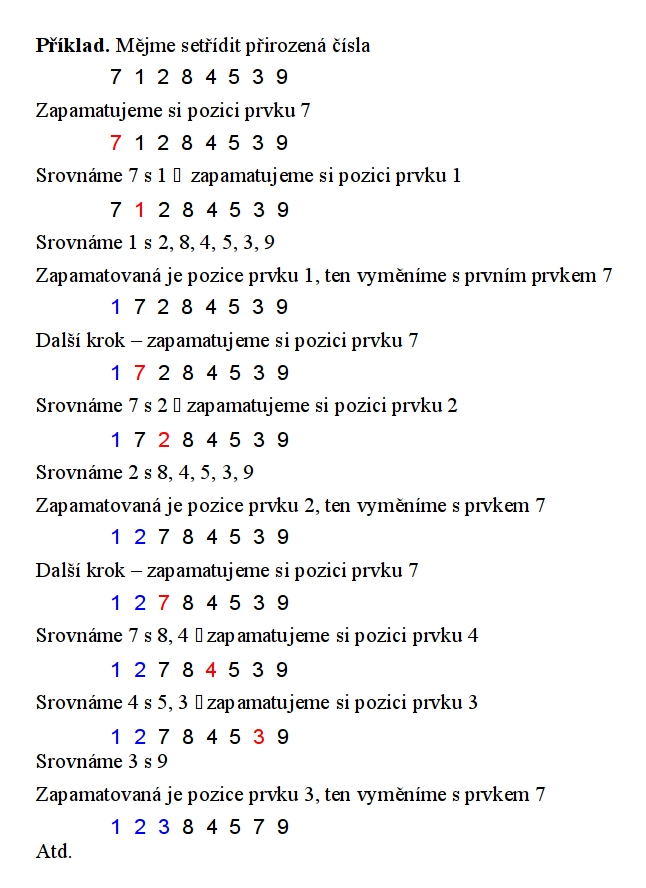 Příklad. Mějme setřídit přirozená čísla
7 1 2 8 4 5 3 9
Zapamatujeme si pozici prvku 7
7 1 2 8 4 5 3 9
Srovnáme 7 s 1 ▯ zapamatujeme si pozici prvku 1
7 1 2 8 4 5 3 9
Srovnáme 1 s 2, 8, 4, 5, 3, 9
Zapamatovaná je pozice prvku 1, ten vyměníme s prvním prvkem 7
1 7 2 8 4 5 3 9
Další krok – zapamatujeme si pozici prvku 7
1 7 2 8 4 5 3 9
Srovnáme 7 s 2 ▯ zapamatujeme si pozici prvku 2
1 7 2 8 4 5 3 9
Srovnáme 2 s 8, 4, 5, 3, 9
Zapamatovaná je pozice prvku 2, ten vyměníme s prvkem 7
1 2 7 8 4 5 3 9
Další krok – zapamatujeme si pozici prvku 7
1 2 7 8 4 5 3 9
Srovnáme 7 s 8, 4 ▯ zapamatujeme si pozici prvku 4
1 2 7 8 4 5 3 9
Srovnáme 4 s 5, 3 ▯ zapamatujeme si pozici prvku 3
1 2 7 8 4 5 3 9
Srovnáme 3 s 9
Zapamatovaná je pozice prvku 3, ten vyměníme s prvkem 7
1 2 3 8 4 5 7 9
Atd.